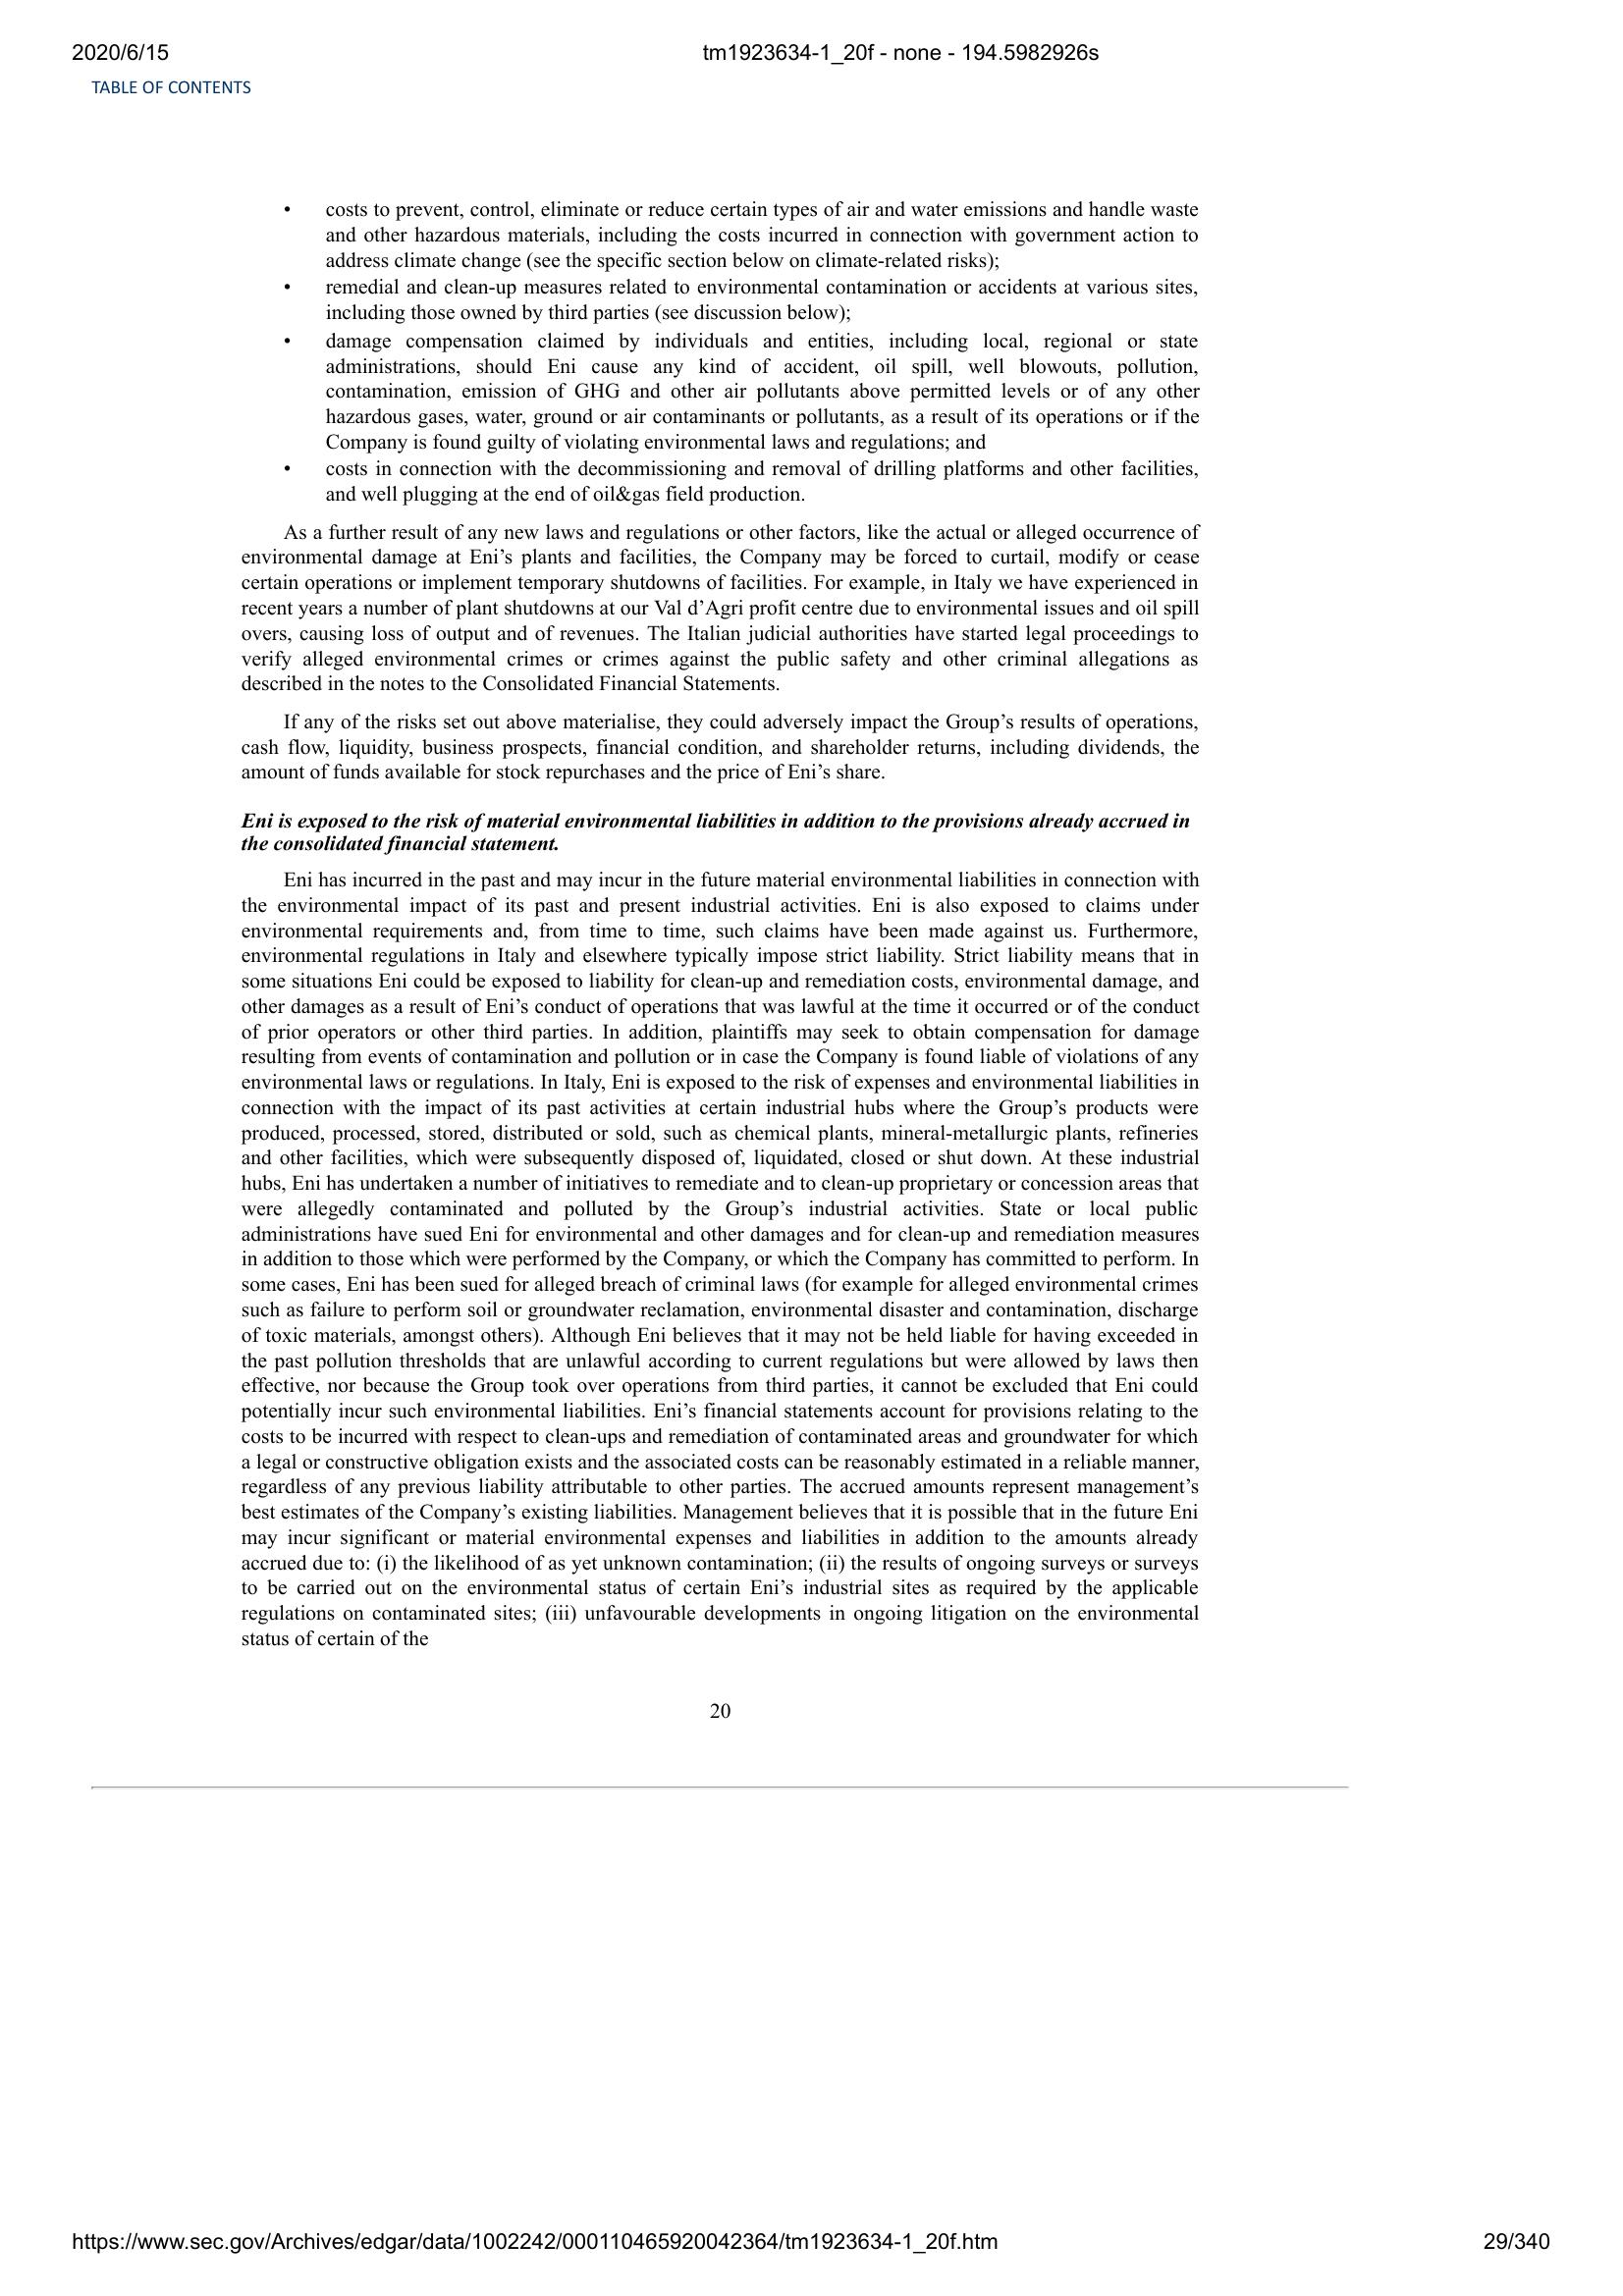 2020/6/15 tm1923634-1_20f - none - 194.5982926s
TABLE OF CONTENTS
• costs to prevent, control, eliminate or reduce certain types of air and water emissions and handle waste
and other hazardous materials, including the costs incurred in connection with government action to
address climate change (see the specific section below on climate-related risks);
• remedial and clean-up measures related to environmental contamination or accidents at various sites,
including those owned by third parties (see discussion below);
• damage compensation claimed by individuals and entities, including local, regional or state
administrations, should Eni cause any kind of accident, oil spill, well blowouts, pollution,
contamination, emission of GHG and other air pollutants above permitted levels or of any other
hazardous gases, water, ground or air contaminants or pollutants, as a result of its operations or if the
Company is found guilty of violating environmental laws and regulations; and
• costs in connection with the decommissioning and removal of drilling platforms and other facilities,
and well plugging at the end of oil&gas field production.
As a further result of any new laws and regulations or other factors, like the actual or alleged occurrence of
environmental damage at Eni’s plants and facilities, the Company may be forced to curtail, modify or cease
certain operations or implement temporary shutdowns of facilities. For example, in Italy we have experienced in
recent years a number of plant shutdowns at our Val d’Agri profit centre due to environmental issues and oil spill
overs, causing loss of output and of revenues. The Italian judicial authorities have started legal proceedings to
verify alleged environmental crimes or crimes against the public safety and other criminal allegations as
described in the notes to the Consolidated Financial Statements.
If any of the risks set out above materialise, they could adversely impact the Group’s results of operations,
cash flow, liquidity, business prospects, financial condition, and shareholder returns, including dividends, the
amount of funds available for stock repurchases and the price of Eni’s share.
Eni is exposed to the risk of material environmental liabilities in addition to the provisions already accrued in
the consolidated financial statement.
Eni has incurred in the past and may incur in the future material environmental liabilities in connection with
the environmental impact of its past and present industrial activities. Eni is also exposed to claims under
environmental requirements and, from time to time, such claims have been made against us. Furthermore,
environmental regulations in Italy and elsewhere typically impose strict liability. Strict liability means that in
some situations Eni could be exposed to liability for clean-up and remediation costs, environmental damage, and
other damages as a result of Eni’s conduct of operations that was lawful at the time it occurred or of the conduct
of prior operators or other third parties. In addition, plaintiffs may seek to obtain compensation for damage
resulting from events of contamination and pollution or in case the Company is found liable of violations of any
environmental laws or regulations. In Italy, Eni is exposed to the risk of expenses and environmental liabilities in
connection with the impact of its past activities at certain industrial hubs where the Group’s products were
produced, processed, stored, distributed or sold, such as chemical plants, mineral-metallurgic plants, refineries
and other facilities, which were subsequently disposed of, liquidated, closed or shut down. At these industrial
hubs, Eni has undertaken a number of initiatives to remediate and to clean-up proprietary or concession areas that
were allegedly contaminated and polluted by the Group’s industrial activities. State or local public
administrations have sued Eni for environmental and other damages and for clean-up and remediation measures
in addition to those which were performed by the Company, or which the Company has committed to perform. In
some cases, Eni has been sued for alleged breach of criminal laws (for example for alleged environmental crimes
such as failure to perform soil or groundwater reclamation, environmental disaster and contamination, discharge
of toxic materials, amongst others). Although Eni believes that it may not be held liable for having exceeded in
the past pollution thresholds that are unlawful according to current regulations but were allowed by laws then
effective, nor because the Group took over operations from third parties, it cannot be excluded that Eni could
potentially incur such environmental liabilities. Eni’s financial statements account for provisions relating to the
costs to be incurred with respect to clean-ups and remediation of contaminated areas and groundwater for which
a legal or constructive obligation exists and the associated costs can be reasonably estimated in a reliable manner,
regardless of any previous liability attributable to other parties. The accrued amounts represent management’s
best estimates of the Company’s existing liabilities. Management believes that it is possible that in the future Eni
may incur significant or material environmental expenses and liabilities in addition to the amounts already
accrued due to: (i) the likelihood of as yet unknown contamination; (ii) the results of ongoing surveys or surveys
to be carried out on the environmental status of certain Eni’s industrial sites as required by the applicable
regulations on contaminated sites; (iii) unfavourable developments in ongoing litigation on the environmental
status of certain of the
20
https://www.sec.gov/Archives/edgar/data/1002242/000110465920042364/tm1923634-1_20f.htm 29/340